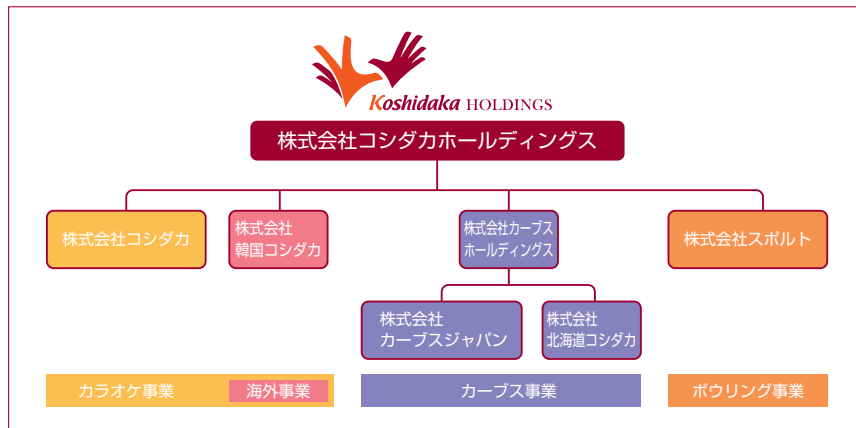 Koshidaka HOLDINGS
株式会社コシダカホールディングス
株式会社コシダカ
株式会社
韓国コシダカ
株式会社カーブス
ホールディングス
株式会社スポルト
株式会社
カーブスジャパン
株式会社
北海道コシダカ
カラオケ事業
海外事業
カーブス事業
ボウリング事業